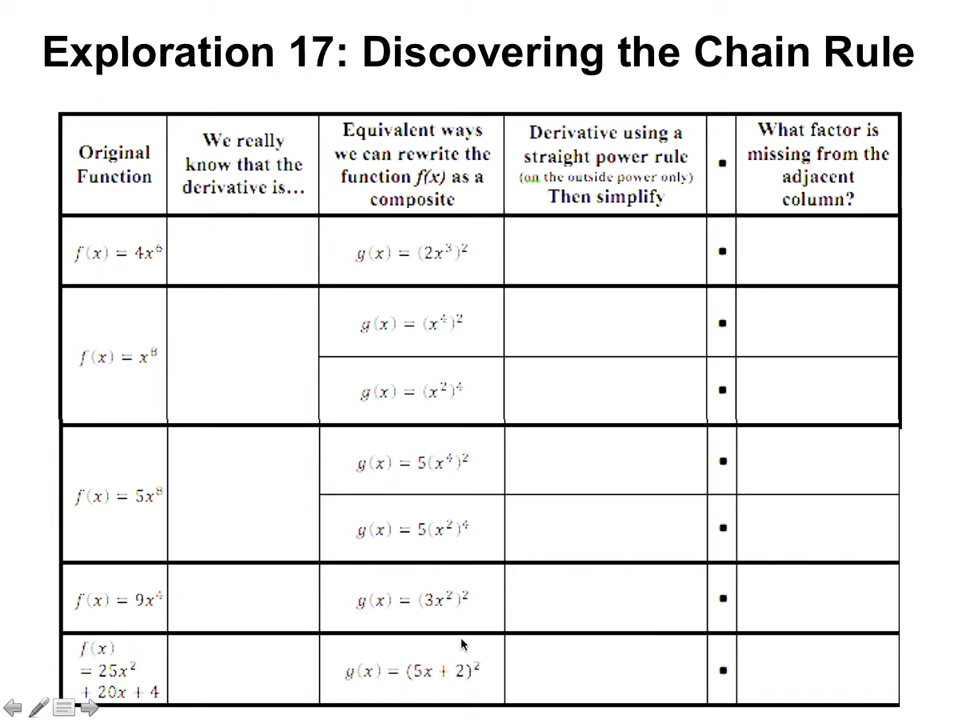 Exploration 17: Discovering the Chain Rule
Original
Function
We really
know that the
derivative is…
Equivalent ways
we can rewrite the
function f(x) as a
composite
Derivative using a
straight power rule
(on the outside power only)
Then simplify
▪
What factor is
missing from the
adjacent
column?
f(x) = 4x⁶
g(x) = (2x³)²
▪
f(x) = x⁸
g(x) = (x⁴)²
▪
g(x) = (x²)⁴
▪
f(x) = 5x⁸
g(x) = 5(x⁴)²
▪
g(x) = 5(x²)⁴
▪
f(x) = 9x⁴
g(x) = (3x²)²
▪
f(x)
= 25x²
+ 20x + 4
g(x) = (5x + 2)²
▪